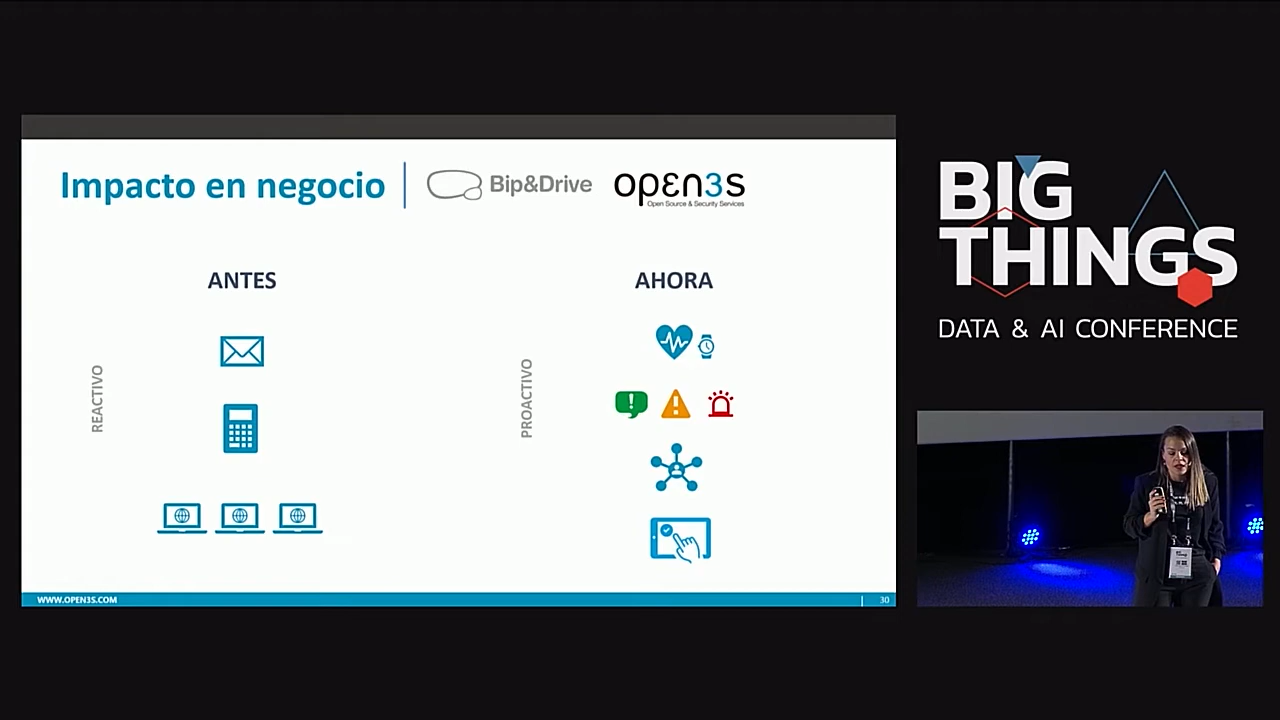 Impacto en negocio
Bip&Drive
open3s
Open Source & Security Services
ANTES
AHORA
REACTIVO
PROACTIVO
WWW.OPEN3S.COM
30
BIG
THINGS
DATA & AI CONFERENCE